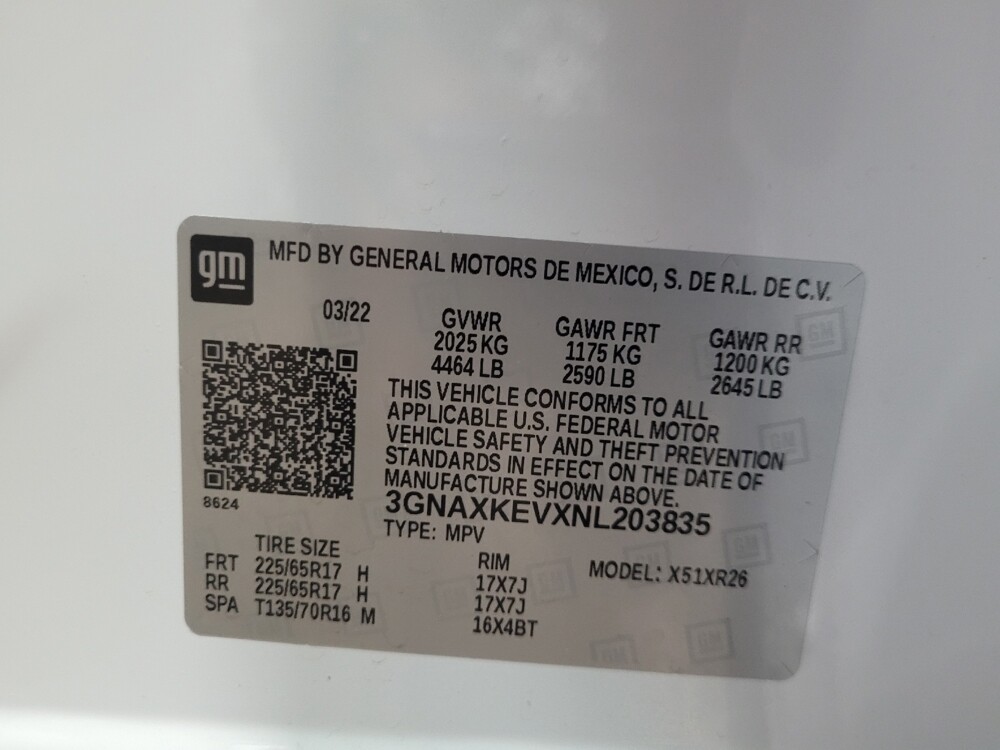 gm MFD BY GENERAL MOTORS DE MEXICO, S. DE R.L. DE C.V.
03/22 GVWR GAWR FRT GAWR RR
2025 KG 1175 KG 1200 KG
4464 LB 2590 LB 2645 LB
THIS VEHICLE CONFORMS TO ALL
APPLICABLE U.S. FEDERAL MOTOR
VEHICLE SAFETY AND THEFT PREVENTION
STANDARDS IN EFFECT ON THE DATE OF
MANUFACTURE SHOWN ABOVE.
8624
3GNAXKEVXNL203835
TYPE: MPV
TIRE SIZE RIM MODEL: X51XR26
FRT 225/65R17 H 17X7J
RR 225/65R17 H 17X7J
SPA T135/70R16 M 16X4BT